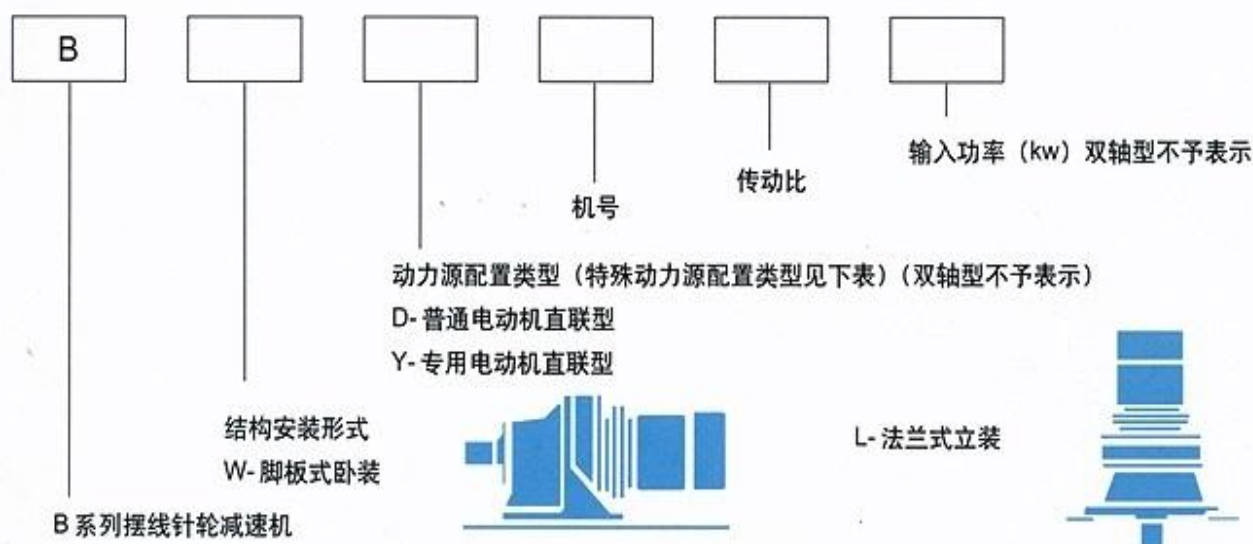 B
输入功率（kw）双轴型不予表示
传动比
机号
动力源配置类型（特殊动力源配置类型见下表）（双轴型不予表示）
D- 普通电动机直联型
Y- 专用电动机直联型
结构安装形式
W- 脚板式卧装
L- 法兰式立装
B 系列摆线针轮减速机